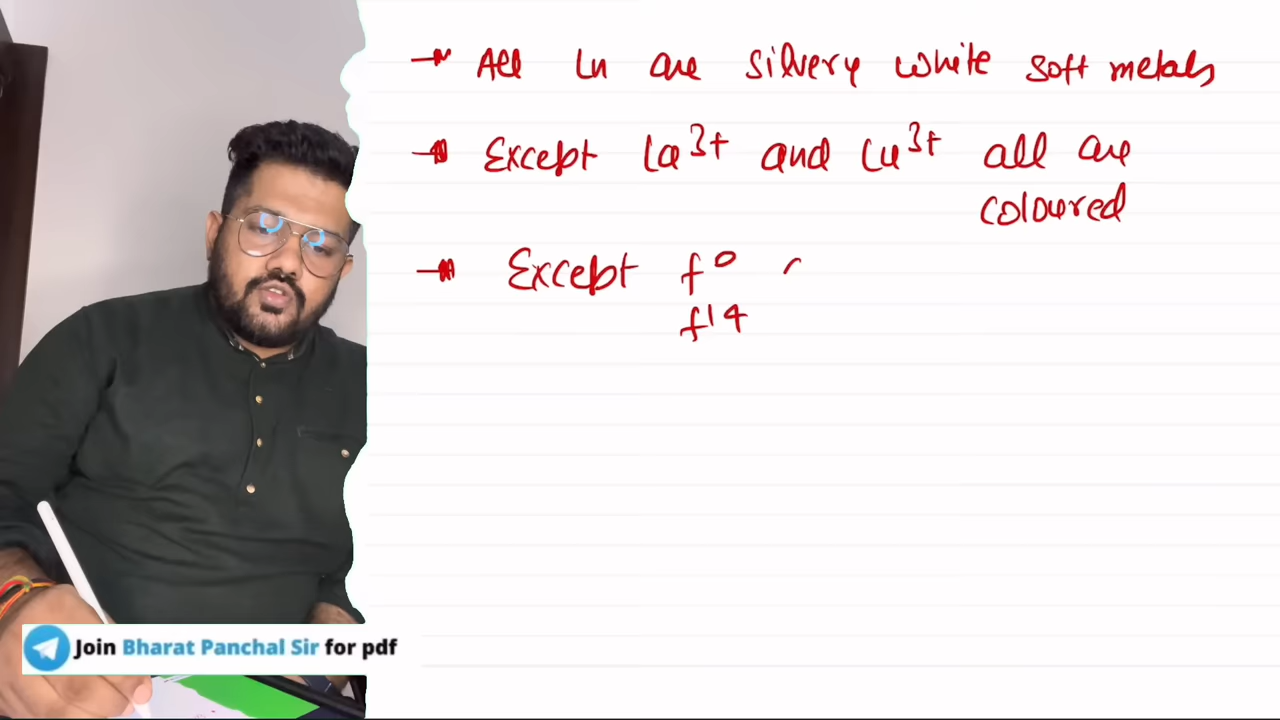 → All Ln are silvery white soft metals
→ Except La³⁺ and Lu³⁺ all are
coloured
→ Except f⁰
f¹⁴
Join Bharat Panchal Sir for pdf